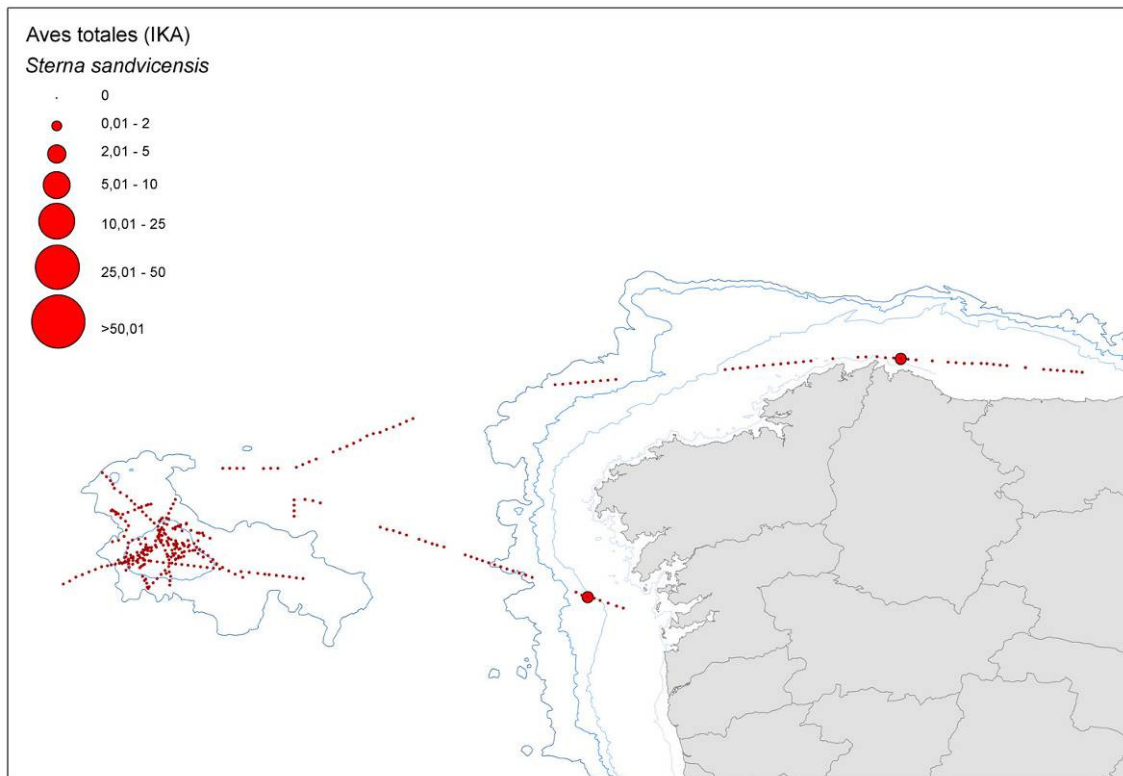 Aves totales (IKA)
Sterna sandvicensis
0
0,01 - 2
2,01 - 5
5,01 - 10
10,01 - 25
25,01 - 50
>50,01